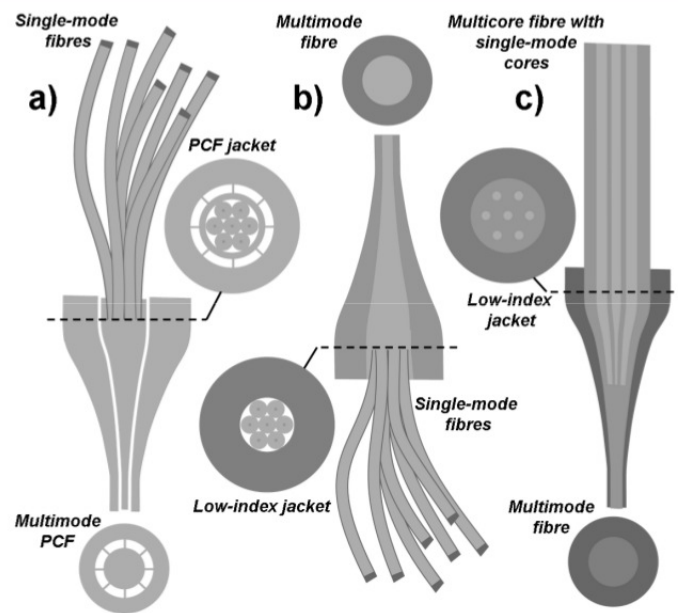 Single-mode
fibres
a)
PCF jacket
Multimode
PCF
Multimode
fibre
b)
Low-index jacket
Single-mode
fibres
Multicore fibre with
single-mode
cores
c)
Low-index
jacket
Multimode
fibre